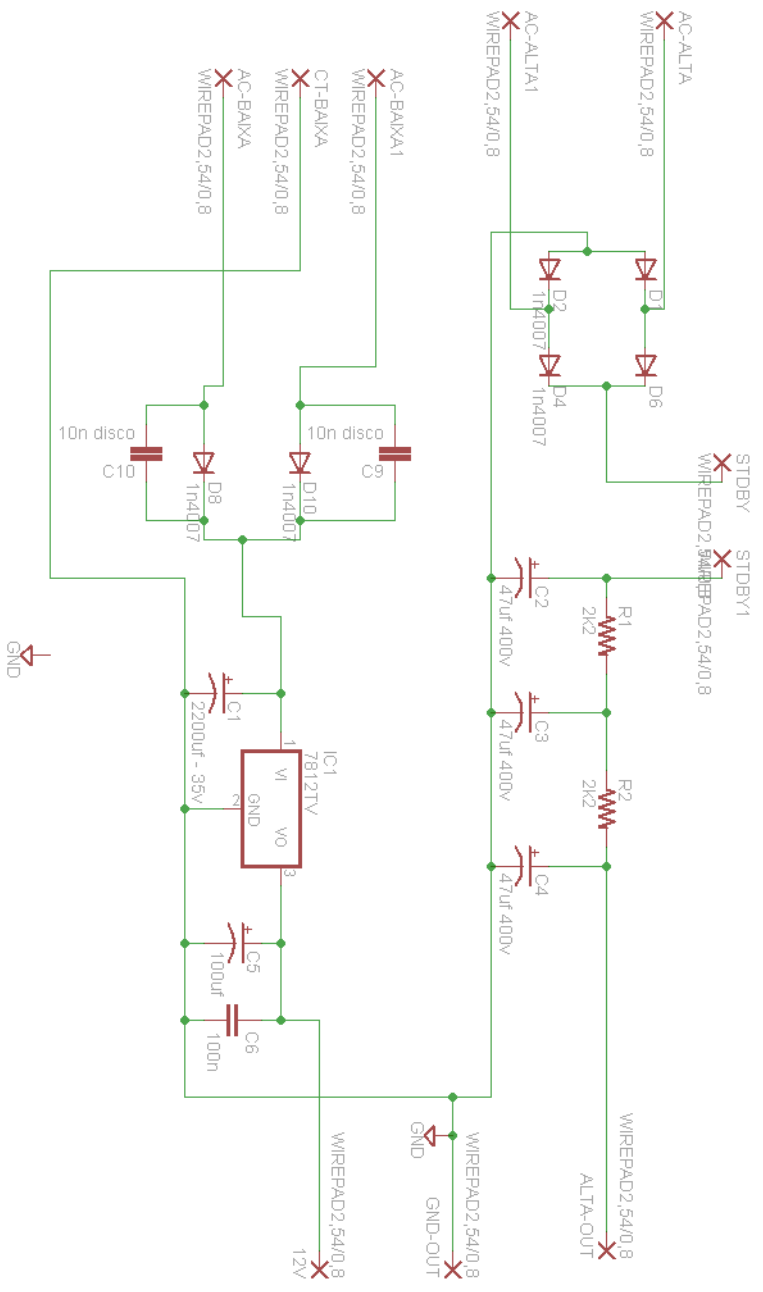 AC-ALTA
WIREPAD2,54/0,8
AC-ALTA1
WIREPAD2,54/0,8
AC-BAIXA1
WIREPAD2,54/0,8
CT-BAIXA
WIREPAD2,54/0,8
AC-BAIXA
WIREPAD2,54/0,8
D1
D2
1n4007
D6
D4
1n4007
STDBY
WIREPAD2,54/0,8
STDBY1
WIREPAD2,54/0,8
10n disco
C10
D8
1n4007
D10
1n4007
10n disco
C9
R1
2K2
R2
2K2
C2
47uf 400v
C3
47uf 400v
C4
47uf 400v
GND
C1
2200uf - 35v
IC1
7812TV
1
VI
2
GND
VO
3
C5
100uf
C6
100n
WIREPAD2,54/0,8
ALTA-OUT
WIREPAD2,54/0,8
GND-OUT
GND
WIREPAD2,54/0,8
12V